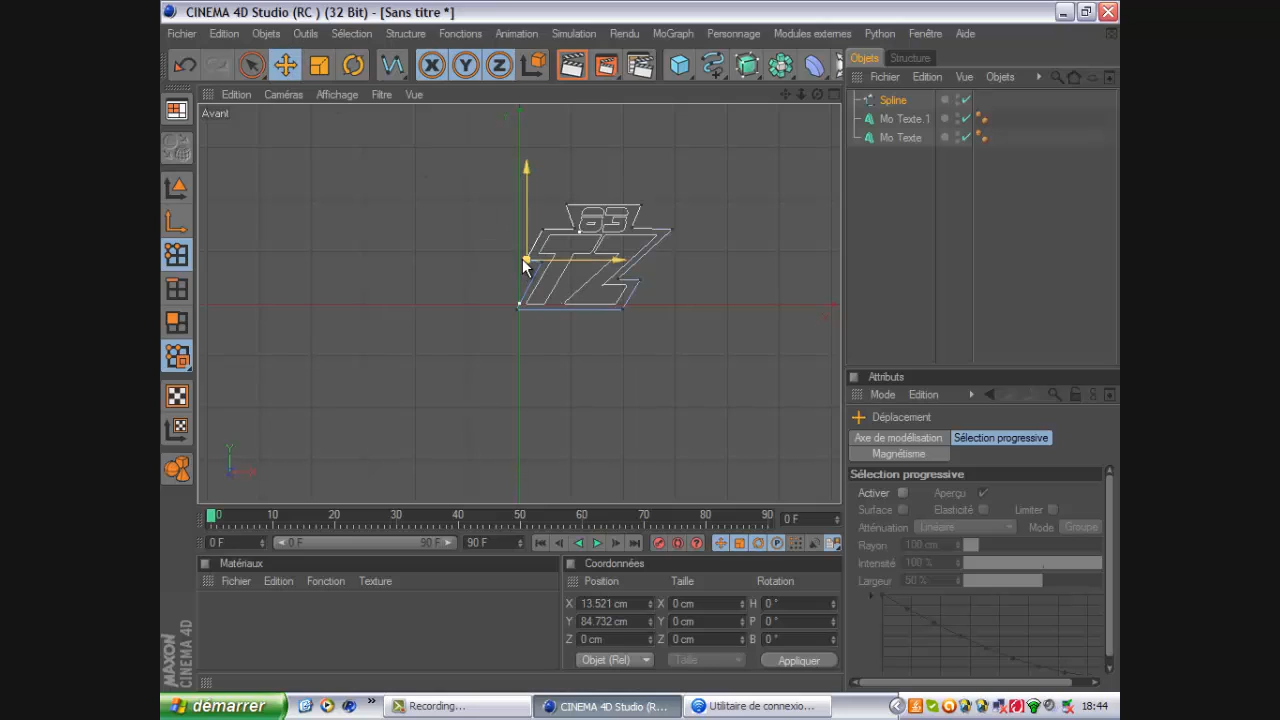 CINEMA 4D Studio (RC ) (32 Bit) - [Sans titre *]
Fichier Edition Objets Outils Sélection Structure Fonctions Animation Simulation Rendu MoGraph Personnage Modules externes Python Fenêtre Aide
X Y Z
Objets Structure
Fichier Edition Vue Objets
Edition Caméras Affichage Filtre Vue
Avant
Spline
Mo Texte.1
Mo Texte
83
TZ
Y
Attributs
Mode Edition
Déplacement
Axe de modélisation Sélection progressive
Magnétisme
Sélection progressive
Activer Aperçu
Surface Elasticité Limiter
Atténuation Linéaire Mode Groupe
Rayon 100 cm
Intensité 100 %
Largeur 50 %
0 10 20 30 40 50 60 70 80 90 0 F
0 F 0 F 90 F 90 F
Matériaux
Fichier Edition Fonction Texture
Coordonnées
Position Taille Rotation
X 13.521 cm X 0 cm H 0 °
Y 84.732 cm Y 0 cm P 0 °
Z 0 cm Z 0 cm B 0 °
Objet (Rel) Taille Appliquer
MAXON
CINEMA 4D
démarrer Recording... CINEMA 4D Studio (R... Utilitaire de connexio... 18:44